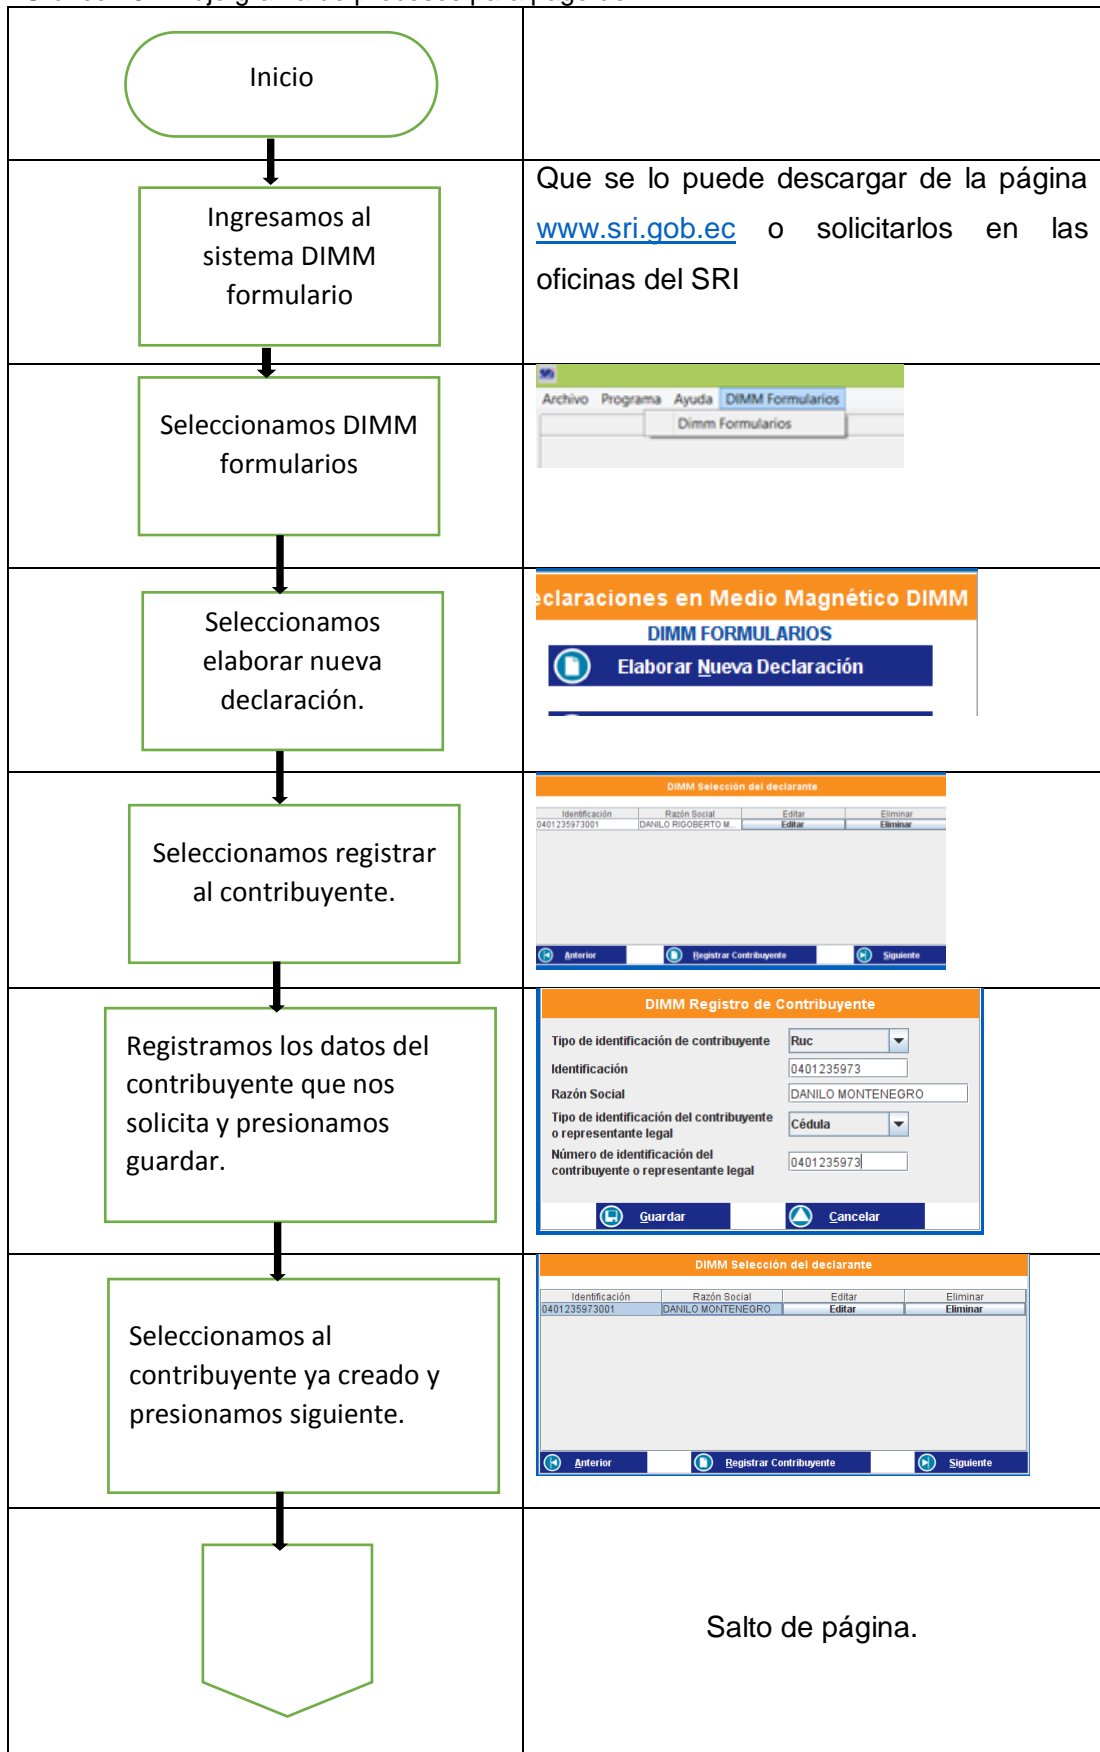 Inicio
Ingresamos al
sistema DIMM
formulario
Que se lo puede descargar de la página
www.sri.gob.ec o solicitarlos en las
oficinas del SRI
Seleccionamos DIMM
formularios
Archivo Programa Ayuda DIMM Formularios
Dimm Formularios
Seleccionamos
elaborar nueva
declaración.
eclaraciones en Medio Magnético DIMM
DIMM FORMULARIOS
Elaborar Nueva Declaración
Seleccionamos registrar
al contribuyente.
DIMM Selección del declarante
Identificación Razón Social Editar Eliminar
0401235973001 DANILO RIGOBERTO M... Editar Eliminar
Anterior Registrar Contribuyente Siguiente
Registramos los datos del
contribuyente que nos
solicita y presionamos
guardar.
DIMM Registro de Contribuyente
Tipo de identificación de contribuyente Ruc
Identificación 0401235973
Razón Social DANILO MONTENEGRO
Tipo de identificación del contribuyente
o representante legal Cédula
Número de identificación del
contribuyente o representante legal 0401235973
Guardar Cancelar
Seleccionamos al
contribuyente ya creado y
presionamos siguiente.
DIMM Selección del declarante
Identificación Razón Social Editar Eliminar
0401235973001 DANILO MONTENEGRO Editar Eliminar
Anterior Registrar Contribuyente Siguiente
Salto de página.